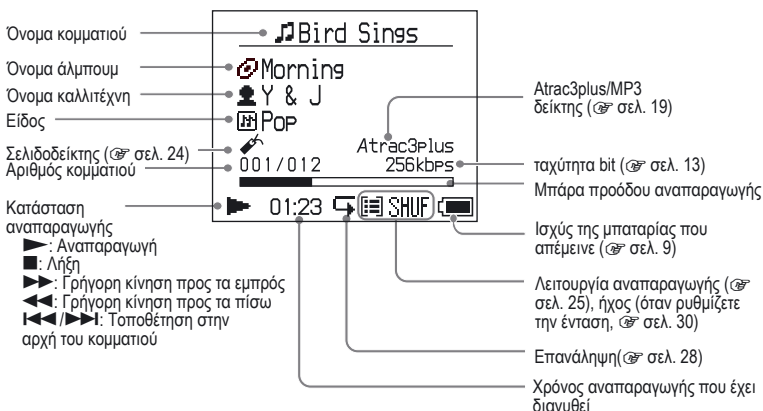 Όνομα κομματιού
Όνομα άλμπουμ
Όνομα καλλιτέχνη
Είδος
Σελιδοδείκτης (☞ σελ. 24)
Αριθμός κομματιού
Κατάσταση
αναπαραγωγής
►: Αναπαραγωγή
■: Λήξη
►►: Γρήγορη κίνηση προς τα εμπρός
◄◄: Γρήγορη κίνηση προς τα πίσω
I◄◄/►►I: Τοποθέτηση στην
αρχή του κομματιού
Bird Sings
Morning
Y & J
Pop
Atrac3plus
001/012 256kbps
01:23 SHUF
Atrac3plus/MP3
δείκτης (☞ σελ. 19)
ταχύτητα bit (☞ σελ. 13)
Μπάρα προόδου αναπαραγωγής
Ισχύς της μπαταρίας που
απέμεινε (☞ σελ. 9)
Λειτουργία αναπαραγωγής (☞
σελ. 25), ήχος (όταν ρυθμίζετε
την ένταση, ☞ σελ. 30)
Επανάληψη(☞ σελ. 28)
Χρόνος αναπαραγωγής που έχει
διανυθεί